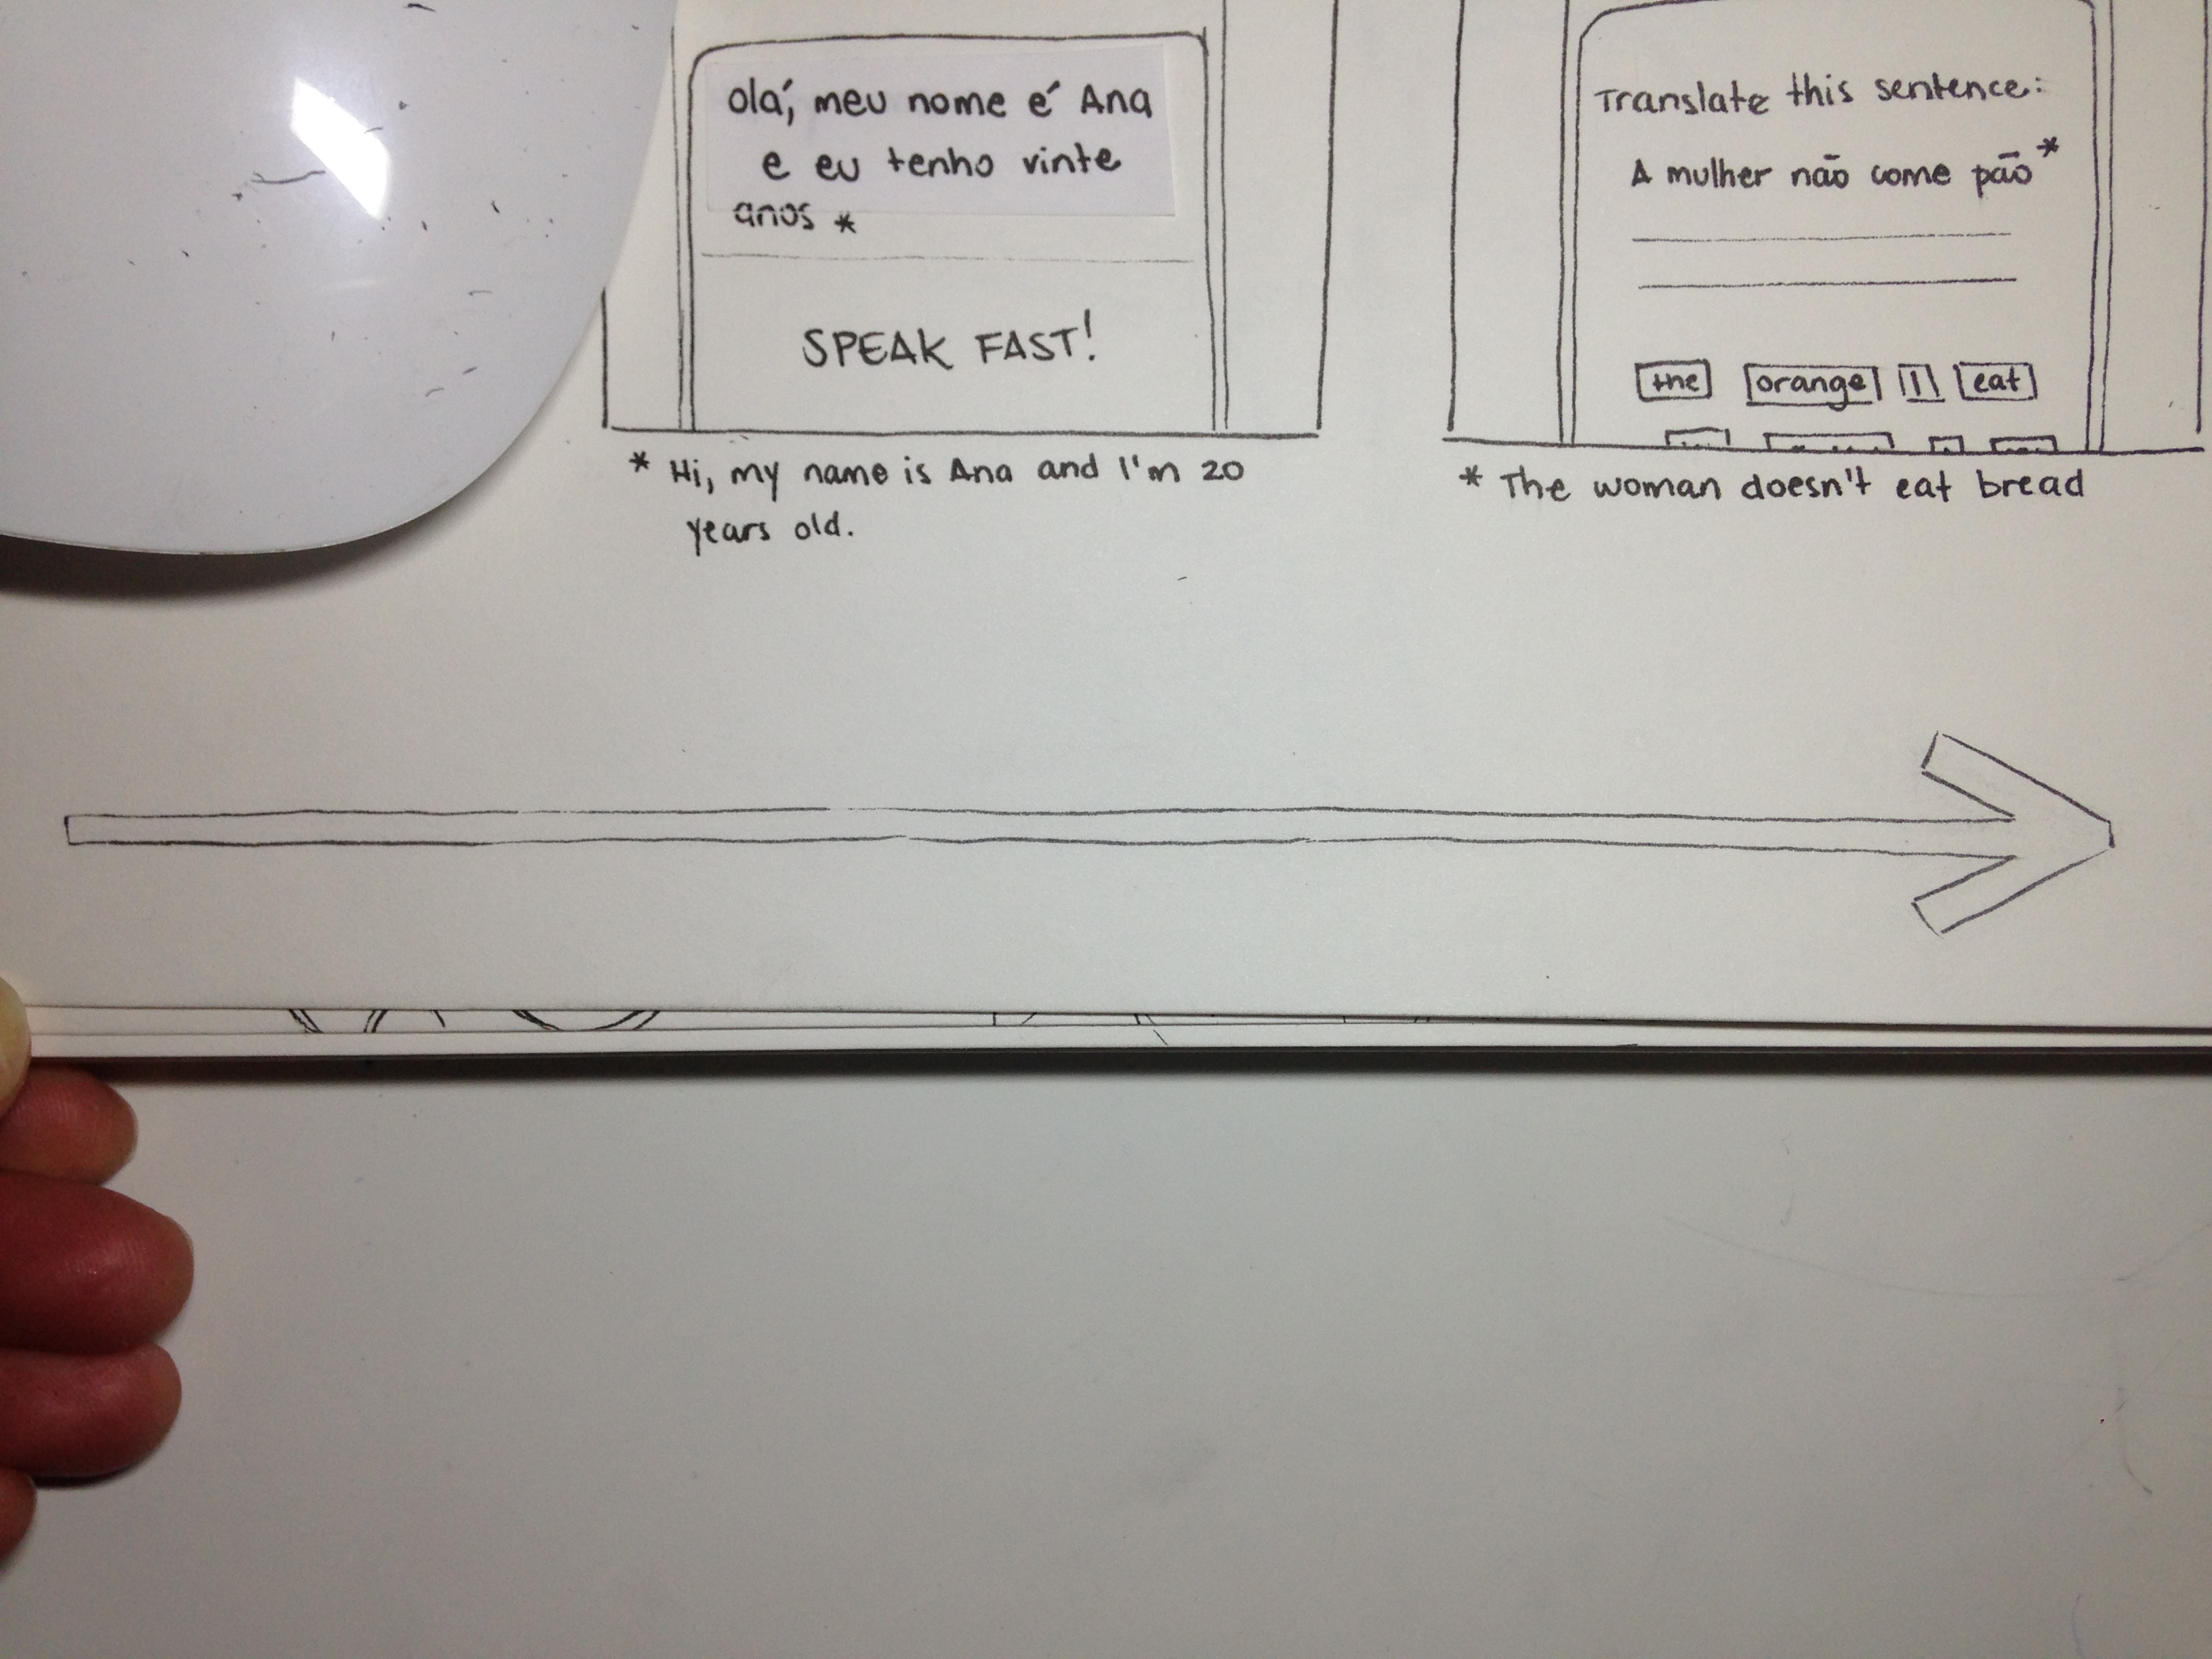 olá, meu nome é Ana
e eu tenho vinte
anos *
SPEAK FAST!
* Hi, my name is Ana and I'm 20
years old.
Translate this sentence:
A mulher não come pão *
the orange I eat
* The woman doesn't eat bread